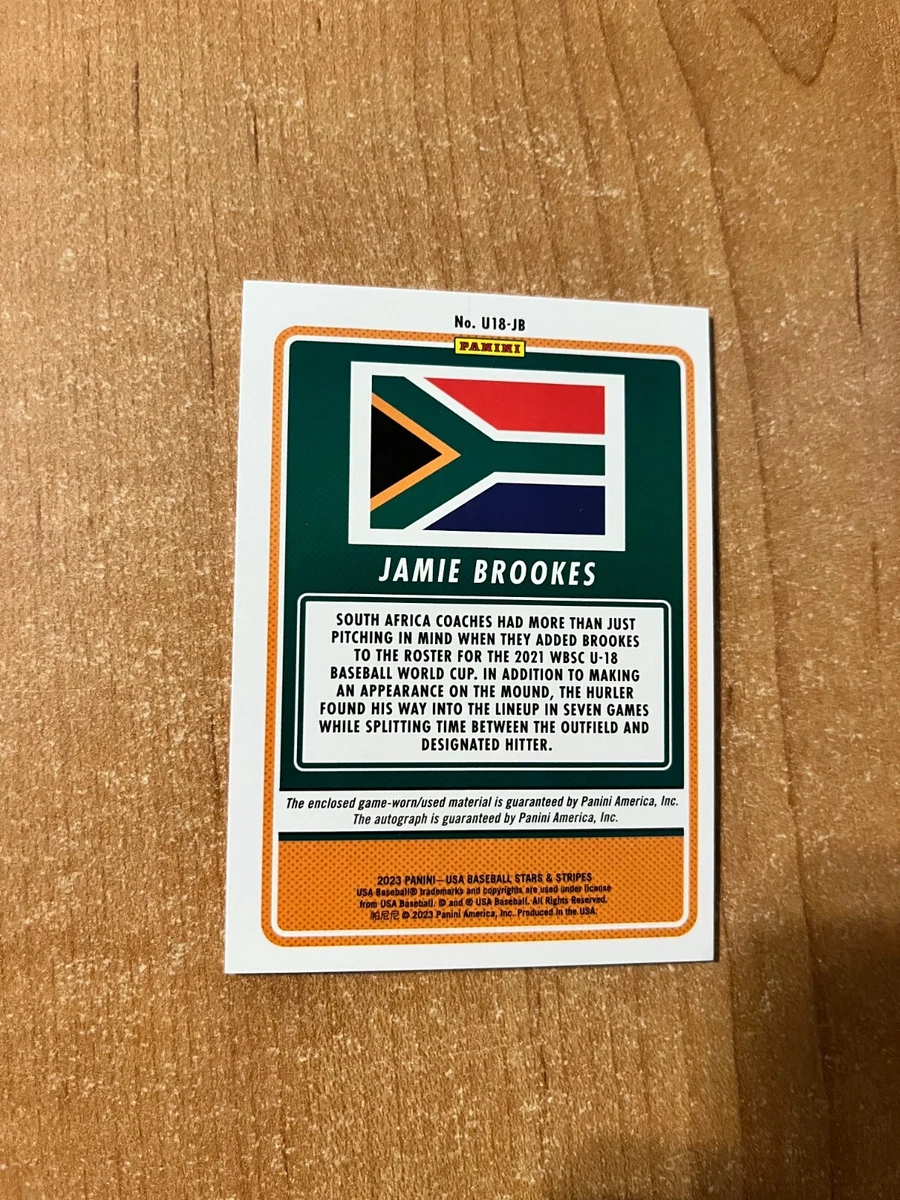 No. U18-JB
PANINI
JAMIE BROOKES
SOUTH AFRICA COACHES HAD MORE THAN JUST
PITCHING IN MIND WHEN THEY ADDED BROOKES
TO THE ROSTER FOR THE 2021 WBSC U-18
BASEBALL WORLD CUP. IN ADDITION TO MAKING
AN APPEARANCE ON THE MOUND, THE HURLER
FOUND HIS WAY INTO THE LINEUP IN SEVEN GAMES
WHILE SPLITTING TIME BETWEEN THE OUTFIELD AND
DESIGNATED HITTER.
The enclosed game-worn/used material is guaranteed by Panini America, Inc.
The autograph is guaranteed by Panini America, Inc.
2023 PANINI—USA BASEBALL STARS & STRIPES
USA Baseball® trademarks and copyrights are used under license
from USA Baseball. © and ® USA Baseball. All Rights Reserved.
帕尼尼 © 2023 Panini America, Inc. Produced in the USA.